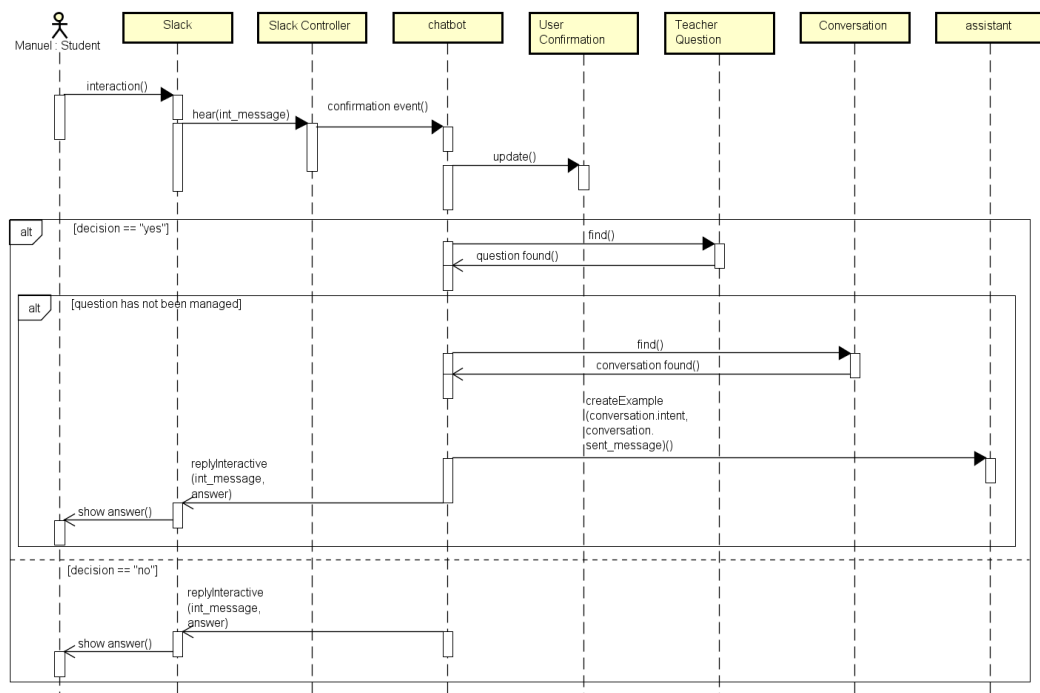 Manuel : Student
Slack
Slack Controller
chatbot
User
Confirmation
Teacher
Question
Conversation
assistant
interaction()
hear(int_message)
confirmation event()
update()
alt
[decision == "yes"]
find()
question found()
alt
[question has not been managed]
find()
conversation found()
createExample
(conversation.intent,
conversation.
sent_message)()
replyInteractive
(int_message,
answer)
show answer()
[decision == "no"]
replyInteractive
(int_message,
answer)
show answer()